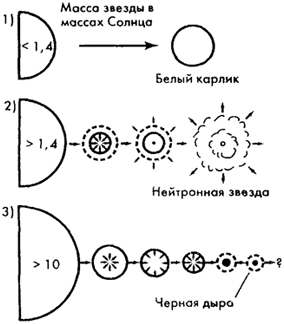 1)
Масса звезды в
массах Солнца
< 1,4
Белый карлик
2)
> 1,4
Нейтронная звезда
3)
> 10
?
Черная дыра